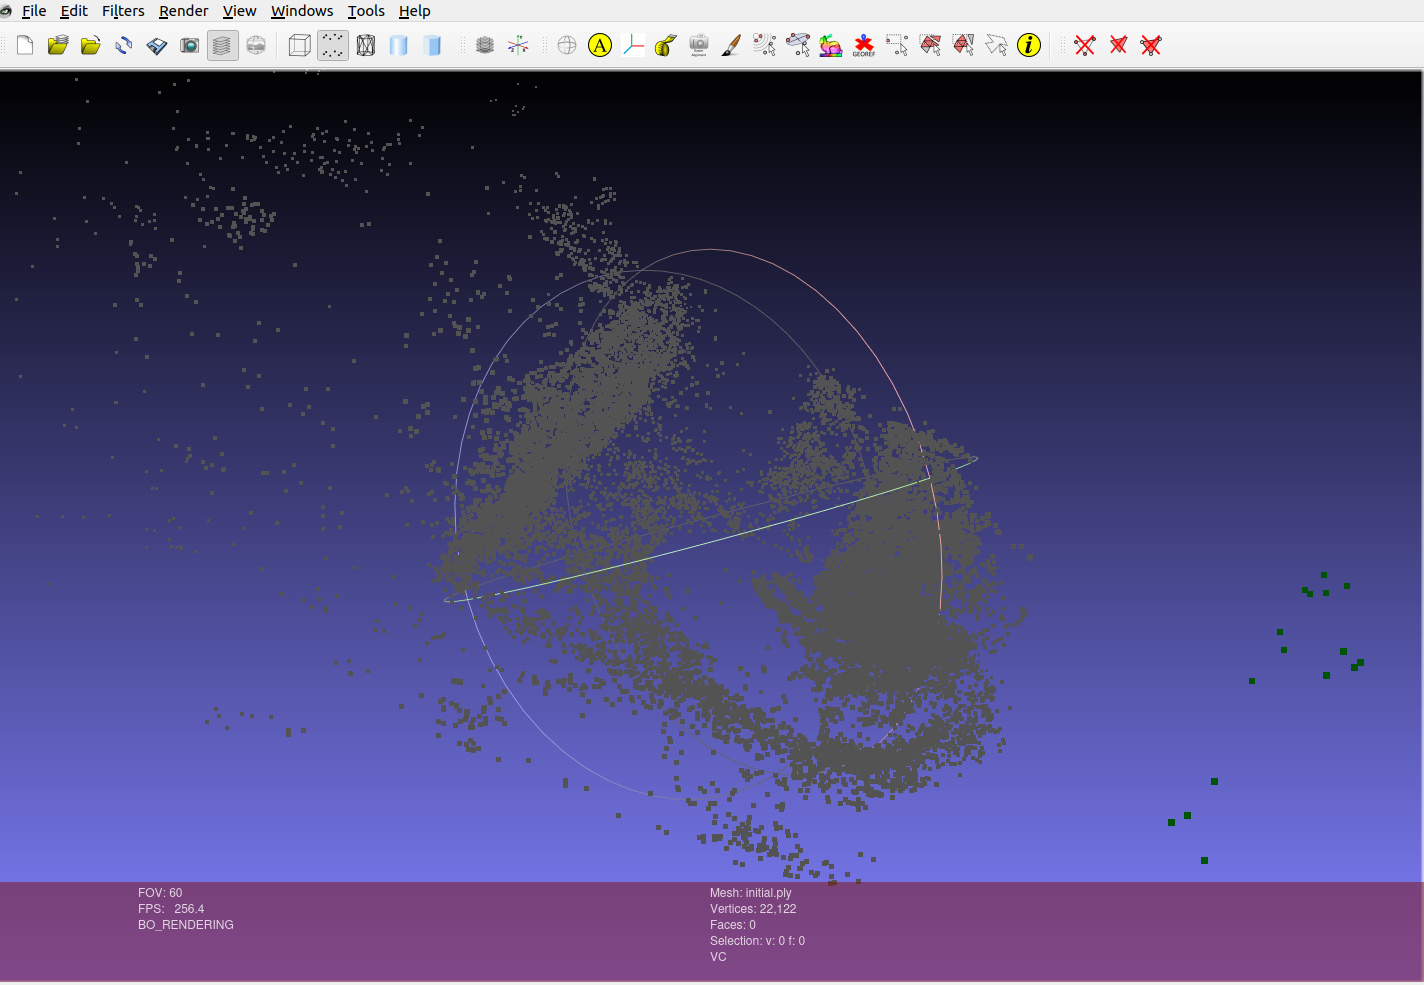 File Edit Filters Render View Windows Tools Help
A
GEOREF
i
FOV: 60
FPS: 256.4
BO_RENDERING
Mesh: initial.ply
Vertices: 22,122
Faces: 0
Selection: v: 0 f: 0
VC